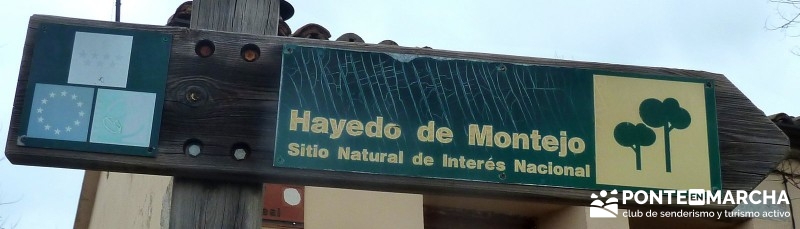 Hayedo de Montejo
Sitio Natural de Interés Nacional
PONTE EN MARCHA
club de senderismo y turismo activo